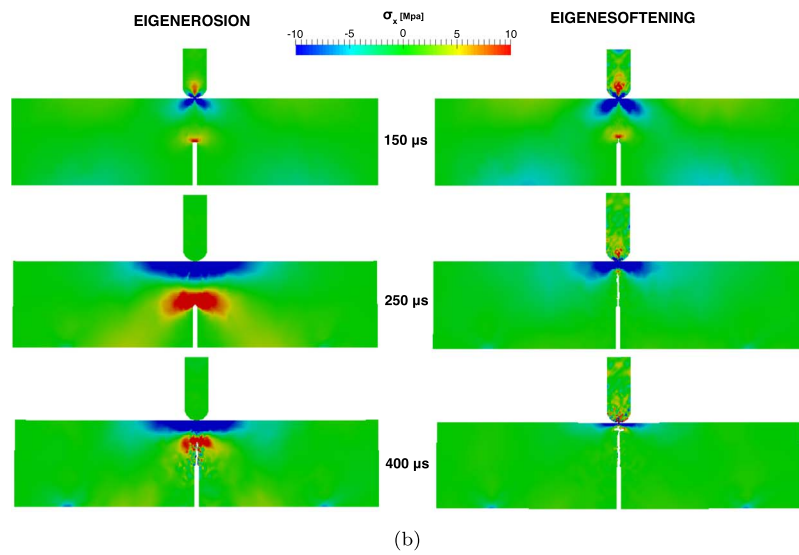 EIGENEROSION
σx [Mpa]
EIGENESOFTENING
-10 -5 0 5 10
150 µs
250 µs
400 µs
(b)